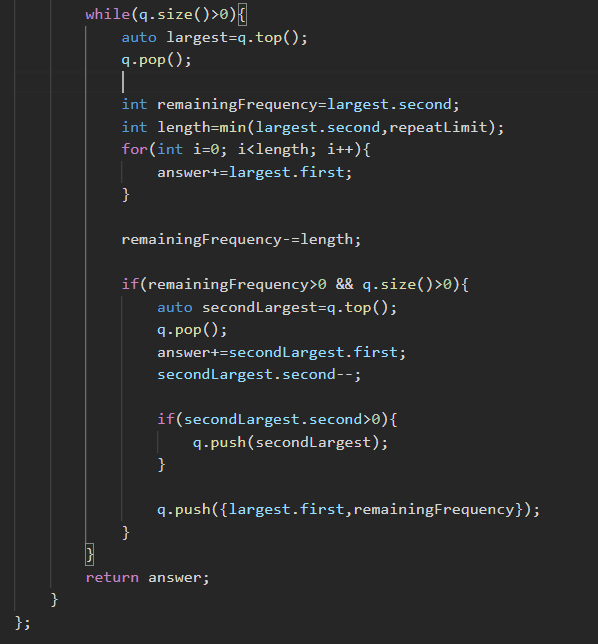 while(q.size()>0){
auto largest=q.top();
q.pop();
int remainingFrequency=largest.second;
int length=min(largest.second,repeatLimit);
for(int i=0; i<length; i++){
answer+=largest.first;
}
remainingFrequency-=length;
if(remainingFrequency>0 && q.size()>0){
auto secondLargest=q.top();
q.pop();
answer+=secondLargest.first;
secondLargest.second--;
if(secondLargest.second>0){
q.push(secondLargest);
}
q.push({largest.first,remainingFrequency});
}
}
return answer;
}
};